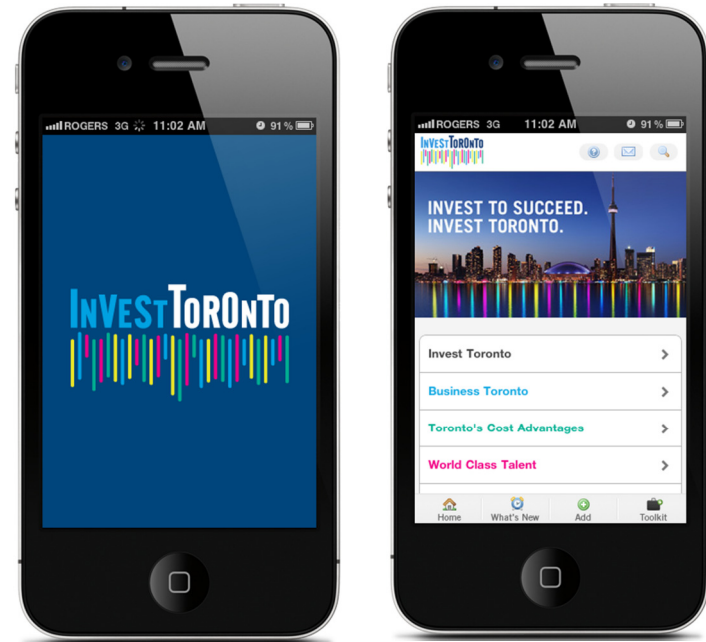 ROGERS 3G 11:02 AM 91%
INVESTTORONTO
ROGERS 3G 11:02 AM 91%
INVESTTORONTO
INVEST TO SUCCEED.
INVEST TORONTO.
Invest Toronto
Business Toronto
Toronto's Cost Advantages
World Class Talent
Home What's New Add Toolkit